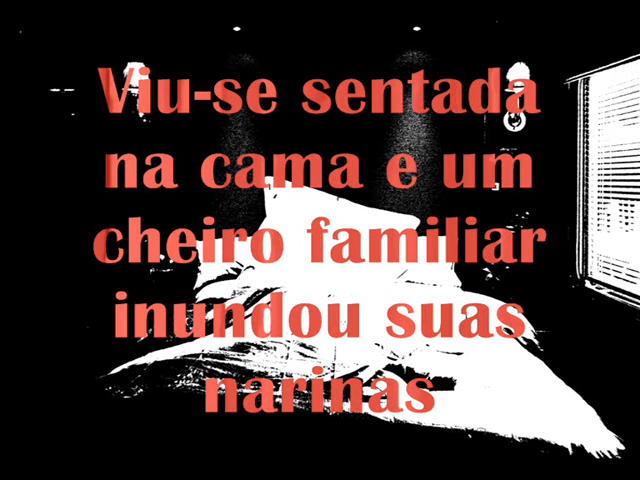 Viu-se sentada
na cama e um
cheiro familiar
inundou suas
narinas